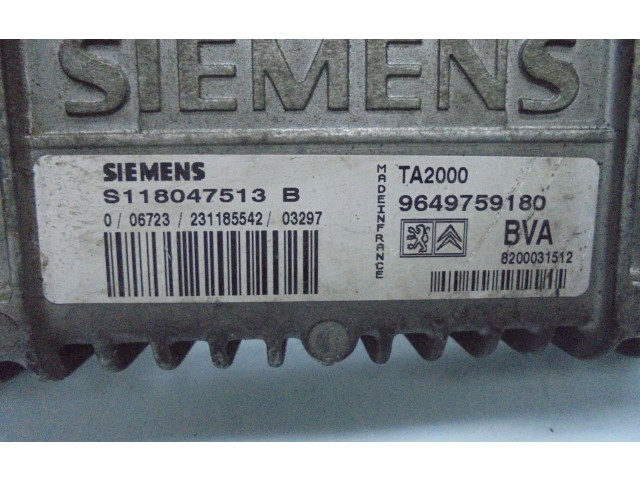 SIEMENS
SIEMENS
S118047513 B
0 / 06723 / 231185542 / 03297
MADEINFRANCE
TA2000
9649759180
BVA
8200031512